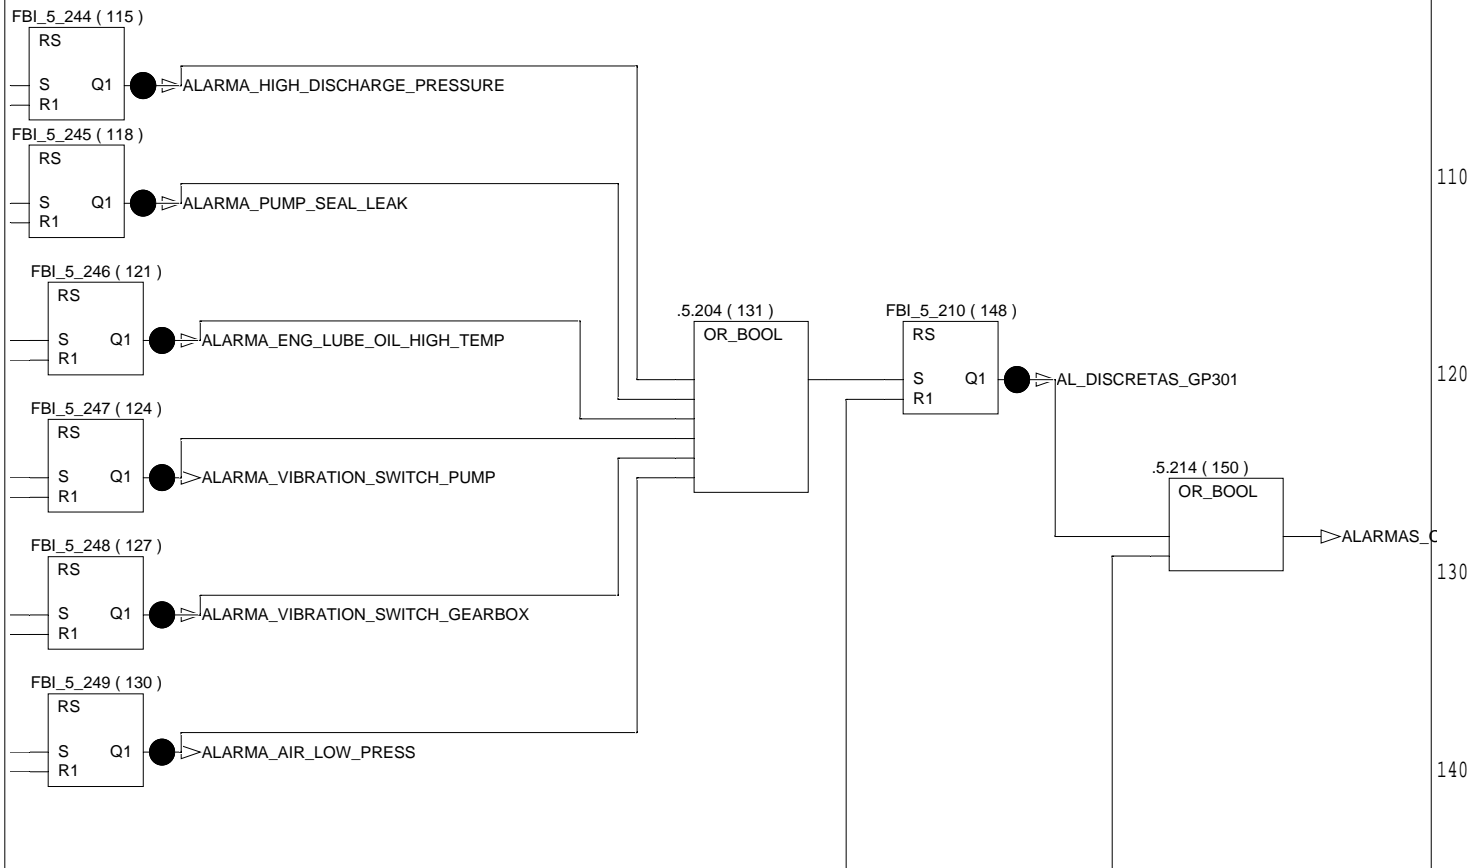 FBI_5_244 ( 115 )
RS
S Q1 ALARMA_HIGH_DISCHARGE_PRESSURE
R1
FBI_5_245 ( 118 )
RS
110
S Q1 ALARMA_PUMP_SEAL_LEAK
R1
FBI_5_246 ( 121 )
RS
.5.204 ( 131 ) FBI_5_210 ( 148 )
OR_BOOL RS
S Q1 ALARMA_ENG_LUBE_OIL_HIGH_TEMP
R1
120
S Q1 AL_DISCRETAS_GP301
R1
FBI_5_247 ( 124 )
RS
.5.214 ( 150 )
S Q1 ALARMA_VIBRATION_SWITCH_PUMP
R1
OR_BOOL
ALARMAS_
FBI_5_248 ( 127 )
RS
130
S Q1 ALARMA_VIBRATION_SWITCH_GEARBOX
R1
FBI_5_249 ( 130 )
RS
S Q1 ALARMA_AIR_LOW_PRESS
R1
140